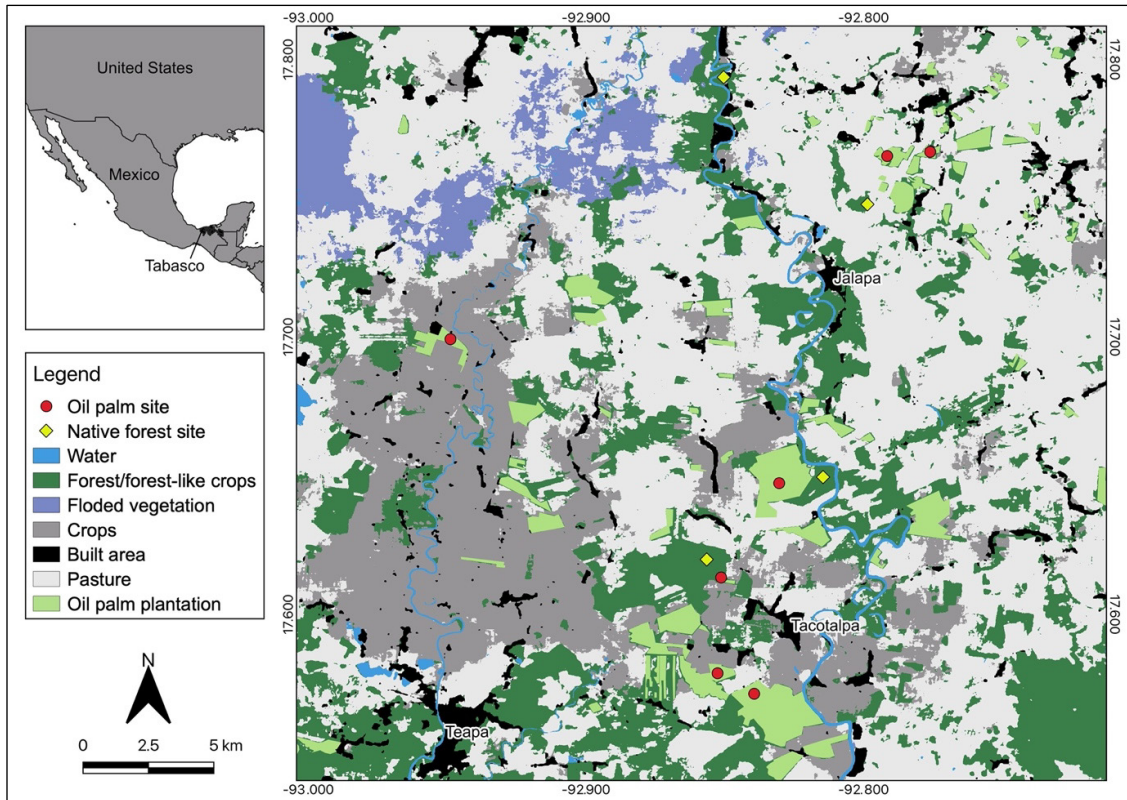 -93.000
-92.900
-92.800
17.800
17.800
United States
Mexico
Tabasco
Jalapa
17.700
17.700
Legend
Oil palm site
Native forest site
Water
Forest/forest-like crops
Floded vegetation
Crops
Built area
Pasture
Oil palm plantation
17.600
17.600
Tacotalpa
Teapa
N
0 2.5 5 km
-93.000
-92.900
-92.800